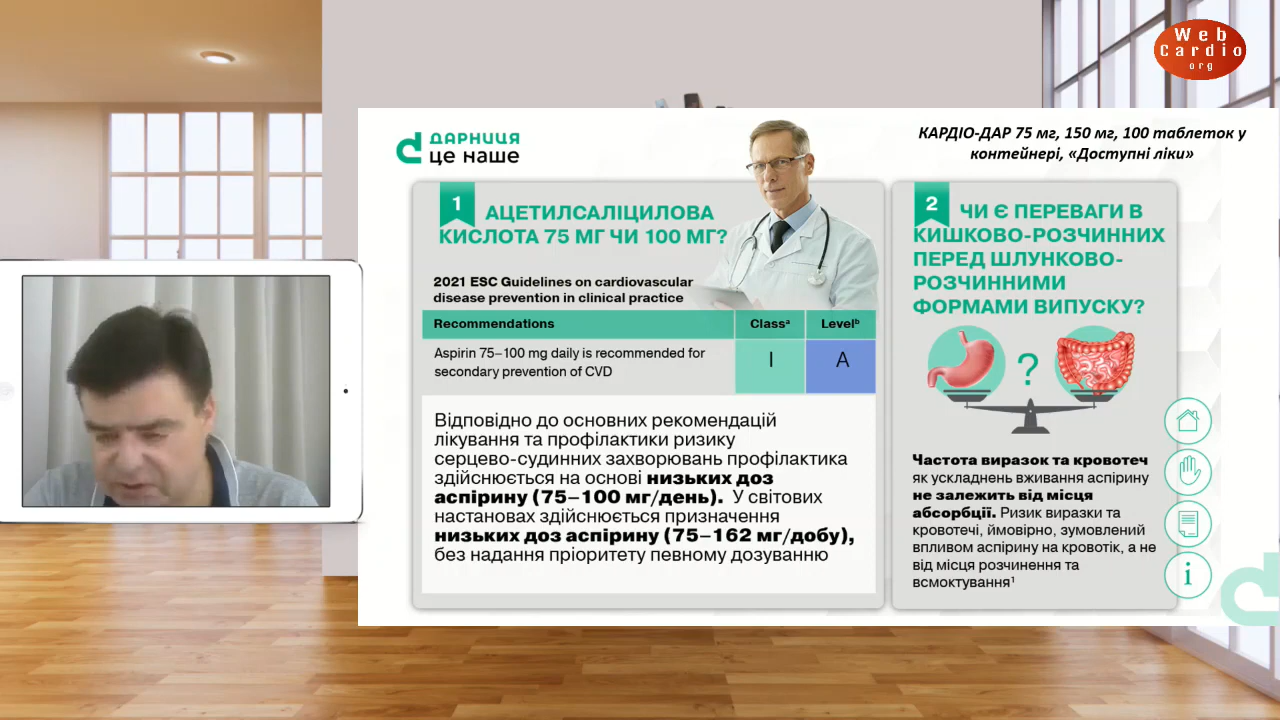 Web
Cardio
org
ДАРНИЦЯ
це наше
КАРДІО-ДАР 75 мг, 150 мг, 100 таблеток у
контейнері, «Доступні ліки»
1
АЦЕТИЛСАЛІЦИЛОВА
КИСЛОТА 75 МГ ЧИ 100 МГ?
2021 ESC Guidelines on cardiovascular
disease prevention in clinical practice
Recommendations Classᵃ Levelᵇ
Aspirin 75–100 mg daily is recommended for
secondary prevention of CVD
I A
Відповідно до основних рекомендацій
лікування та профілактики ризику
серцево-судинних захворювань профілактика
здійснюється на основі низьких доз
аспірину (75–100 мг/день). У світових
настановах здійснюється призначення
низьких доз аспірину (75–162 мг/добу),
без надання пріоритету певному дозуванню
2
ЧИ Є ПЕРЕВАГИ В
КИШКОВО-РОЗЧИННИХ
ПЕРЕД ШЛУНКОВО-
РОЗЧИННИМИ
ФОРМАМИ ВИПУСКУ?
?
Частота виразок та кровотеч
як ускладнень вживання аспірину
не залежить від місця
абсорбції. Ризик виразки та
кровотечі, ймовірно, зумовлений
впливом аспірину на кровотік, а не
від місця розчинення та
всмоктування¹
i